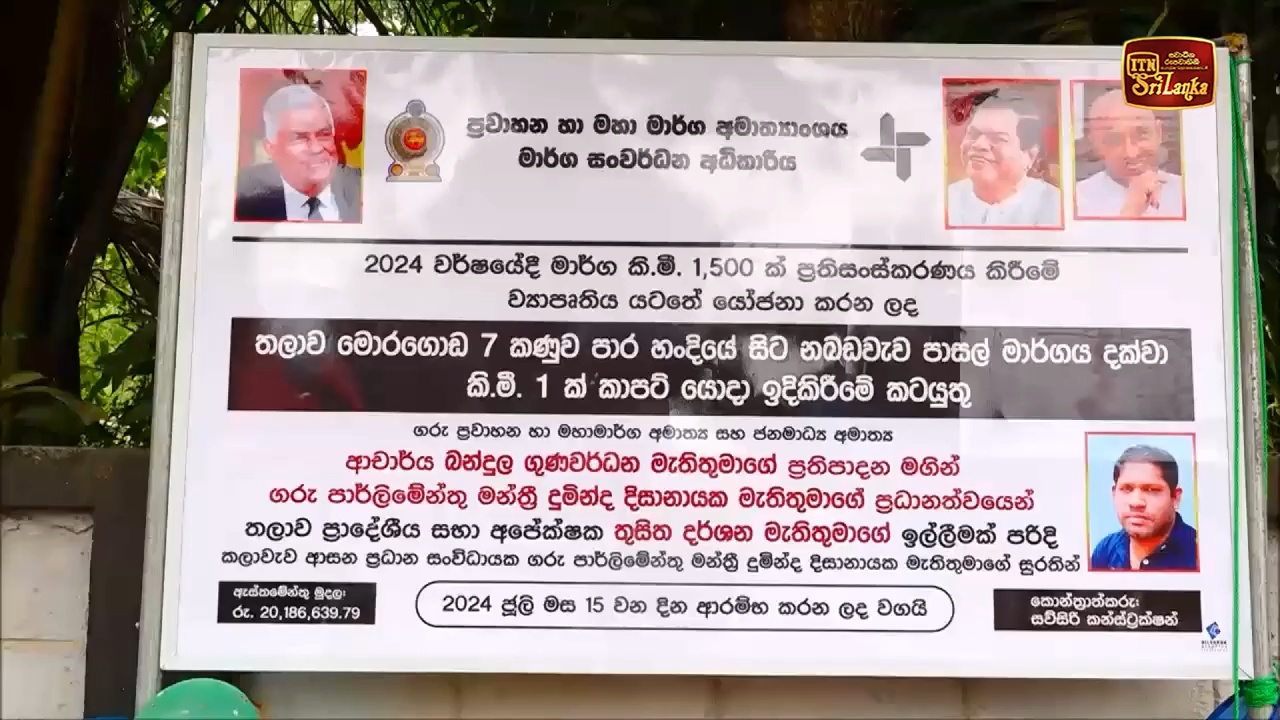 ITN
සවාධීන
රූපවාහිනී
Sri Lanka
ප්‍රවාහන හා මහා මාර්ග අමාත්‍යාංශය
මාර්ග සංවර්ධන අධිකාරිය
2024 වර්ෂයේදී මාර්ග කි.මී. 1,500 ක් ප්‍රතිසංස්කරණය කිරීමේ
ව්‍යාපෘතිය යටතේ යෝජනා කරන ලද
තලාව මොරගොඩ 7 කණුව පාර හංදියේ සිට නබඩවැව පාසල් මාර්ගය දක්වා
කි.මී. 1 ක් කාපට් යොදා ඉදිකිරීමේ කටයුතු
ගරු ප්‍රවාහන හා මහාමාර්ග අමාත්‍ය සහ ජනමාධ්‍ය අමාත්‍ය
ආචාර්ය බන්දුල ගුණවර්ධන මැතිතුමාගේ ප්‍රතිපාදන මගින්
ගරු පාර්ලිමේන්තු මන්ත්‍රී දුමින්ද දිසානායක මැතිතුමාගේ ප්‍රධානත්වයෙන්
තලාව ප්‍රාදේශීය සභා අපේක්ෂක තුසිත දර්ශන මැතිතුමාගේ ඉල්ලීමක් පරිදි
කලාවැව ආසන ප්‍රධාන සංවිධායක ගරු පාර්ලිමේන්තු මන්ත්‍රී දුමින්ද දිසානායක මැතිතුමාගේ සුරතින්
ඇස්තමේන්තු මුදල:
රු. 20,186,639.79
2024 ජූලි මස 15 වන දින ආරම්භ කරන ලද වගයි
කොන්ත්‍රාත්කරු:
සව්සිරි කන්ස්ට්‍රක්ෂන්